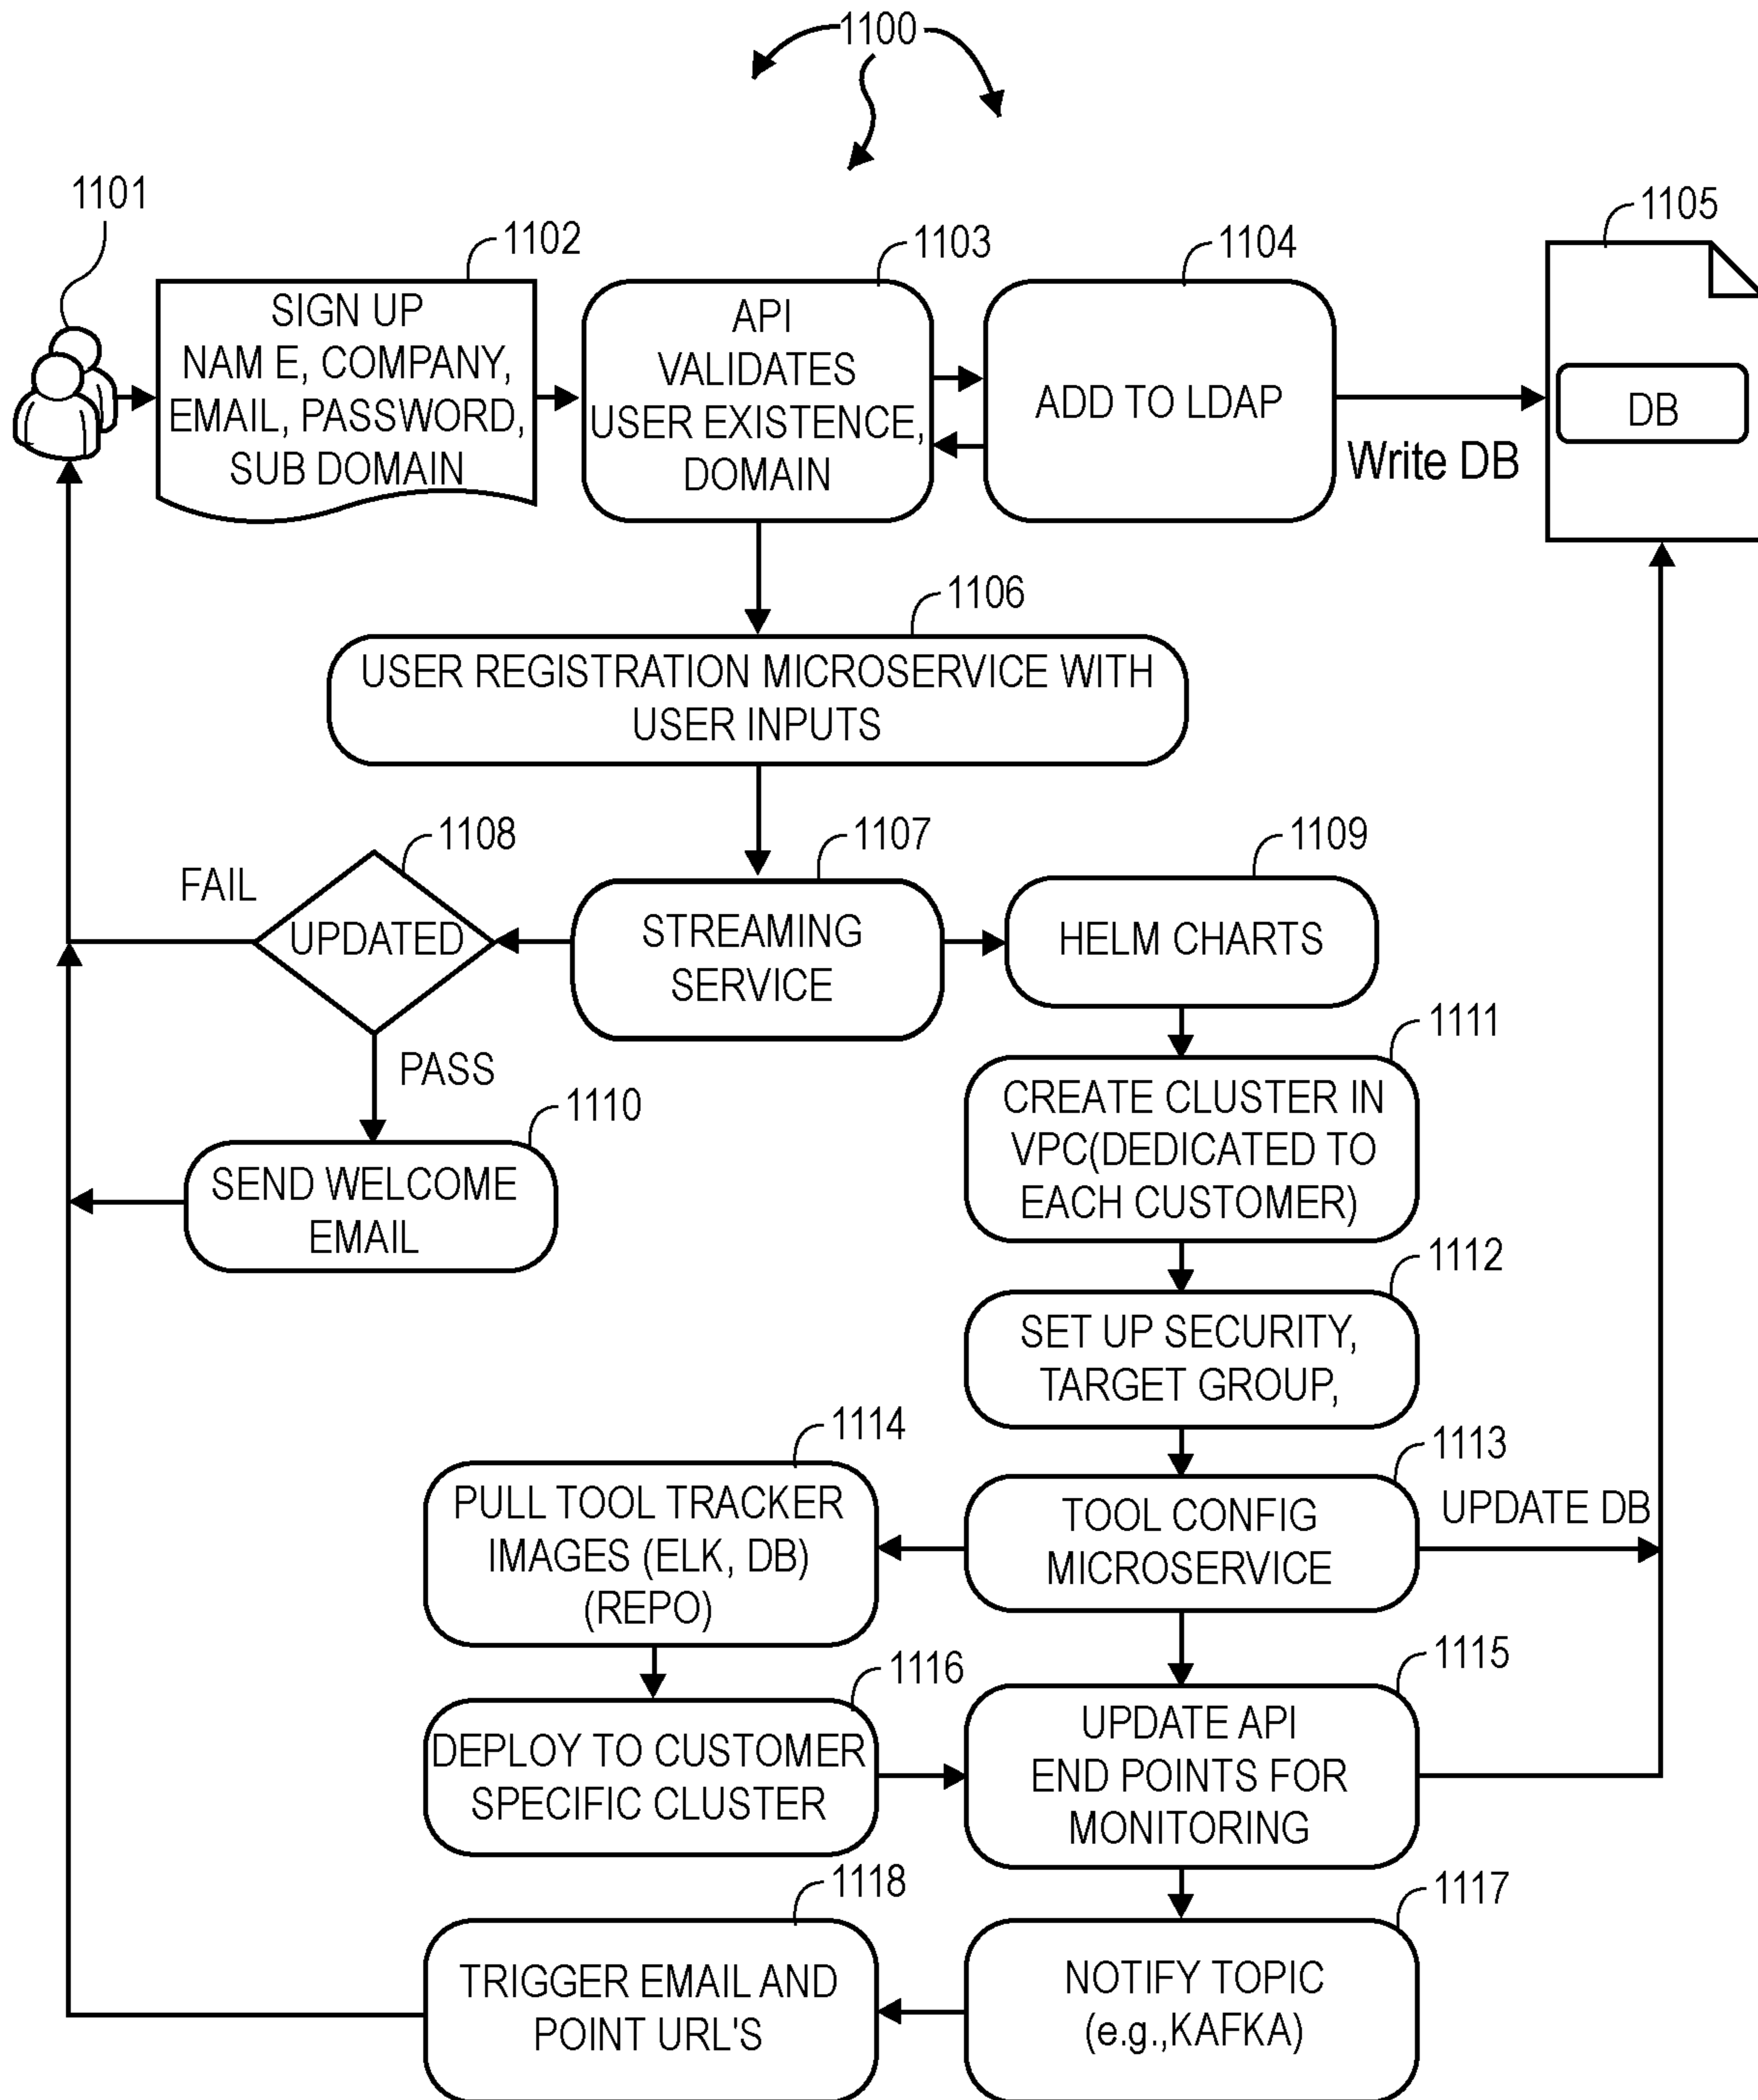 1100
1101
1102
1103
1104
1105
SIGN UP
NAM E, COMPANY,
EMAIL, PASSWORD,
SUB DOMAIN
API
VALIDATES
USER EXISTENCE,
DOMAIN
ADD TO LDAP
Write DB
DB
1106
USER REGISTRATION MICROSERVICE WITH
USER INPUTS
1108
1107
1109
FAIL
UPDATED
STREAMING
SERVICE
HELM CHARTS
PASS
1110
SEND WELCOME
EMAIL
1111
CREATE CLUSTER IN
VPC(DEDICATED TO
EACH CUSTOMER)
1112
SET UP SECURITY,
TARGET GROUP,
1114
1113
PULL TOOL TRACKER
IMAGES (ELK, DB)
(REPO)
TOOL CONFIG
MICROSERVICE
UPDATE DB
1116
1115
DEPLOY TO CUSTOMER
SPECIFIC CLUSTER
UPDATE API
END POINTS FOR
MONITORING
1118
1117
TRIGGER EMAIL AND
POINT URL'S
NOTIFY TOPIC
(e.g.,KAFKA)